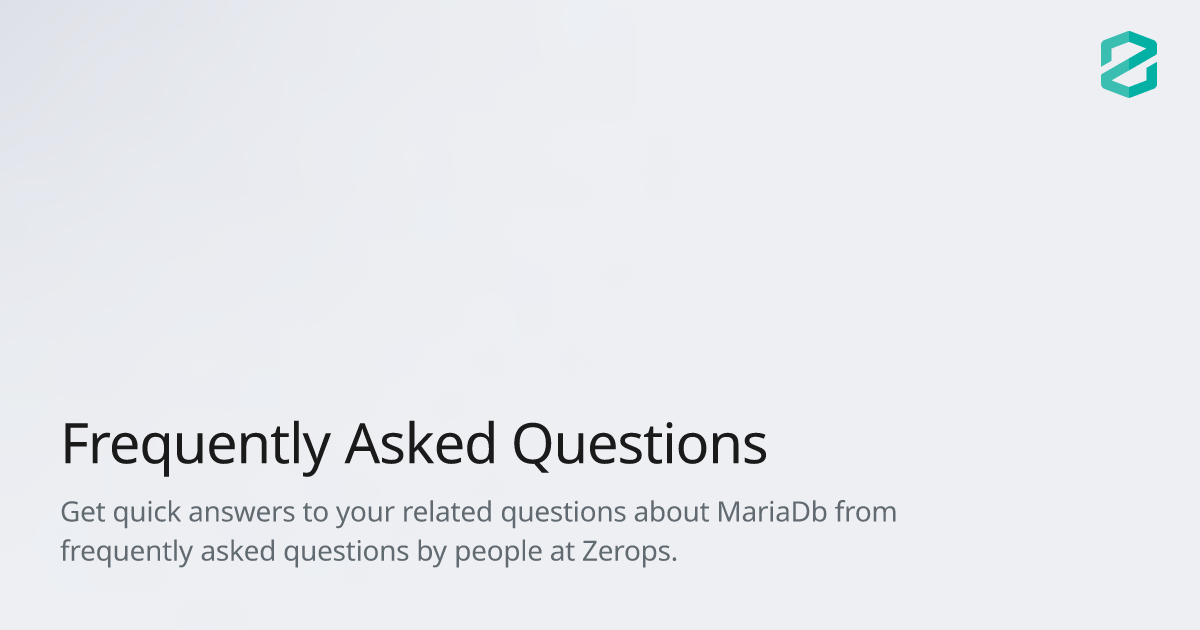 Frequently Asked Questions
Get quick answers to your related questions about MariaDb from
frequently asked questions by people at Zerops.